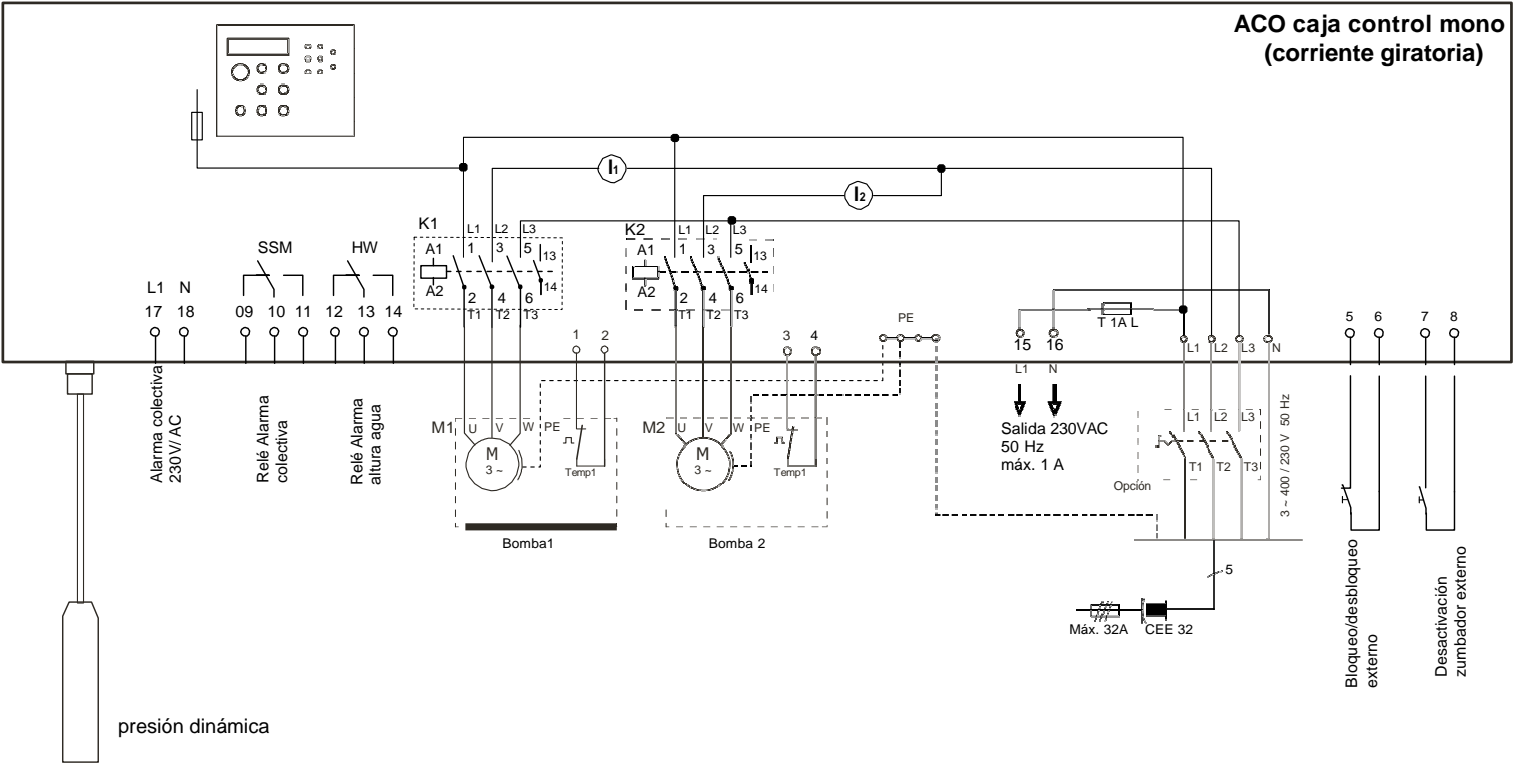 ACO caja control mono
(corriente giratoria)
I1
I2
K1
L1 L2 L3
A1 1 3 5 13
A2 2 4 6 14
T1 T2 T3
K2
L1 L2 L3
A1 1 3 5 13
A2 2 4 6 14
T1 T2 T3
SSM
HW
L1 N
17 18 09 10 11 12 13 14
1 2
3 4
PE
T 1A L
15 16
L1 N
L1 L2 L3 N
5 6 7 8
Alarma colectiva
230V/ AC
Relé Alarma
colectiva
Relé Alarma
altura agua
M1 U V W PE
M
3 ~
Temp1
Bomba1
M2 U V W PE
M
3 ~
Temp1
Bomba 2
Salida 230VAC
50 Hz
máx. 1 A
L1 L2 L3
T1 T2 T3
Opción
3 ~ 400 / 230 V 50 Hz
5
Máx. 32A
CEE 32
Bloqueo/desbloqueo
externo
Desactivación
zumbador externo
presión dinámica